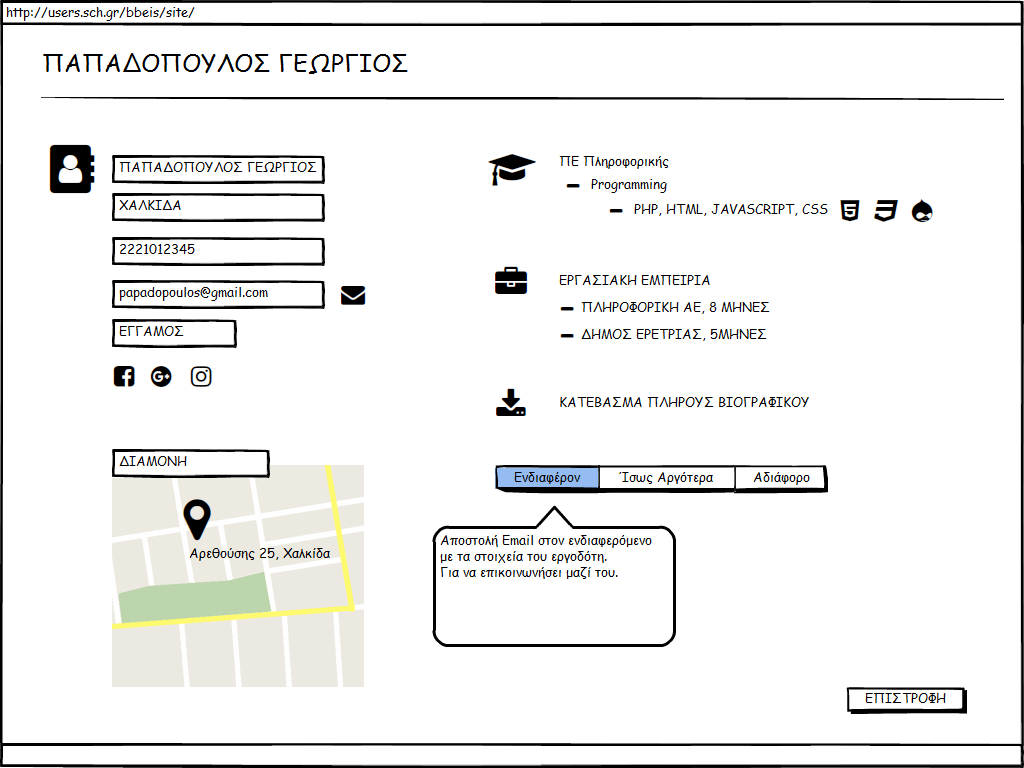 http://users.sch.gr/bbeis/site/
ΠΑΠΑΔΟΠΟΥΛΟΣ ΓΕΩΡΓΙΟΣ
ΠΑΠΑΔΟΠΟΥΛΟΣ ΓΕΩΡΓΙΟΣ
ΧΑΛΚΙΔΑ
2221012345
papadopoulos@gmail.com
ΕΓΓΑΜΟΣ
ΔΙΑΜΟΝΗ
Αρεθούσης 25, Χαλκίδα
ΠΕ Πληροφορικής
Programming
PHP, HTML, JAVASCRIPT, CSS
ΕΡΓΑΣΙΑΚΗ ΕΜΠΕΙΡΙΑ
ΠΛΗΡΟΦΟΡΙΚΗ ΑΕ, 8 ΜΗΝΕΣ
ΔΗΜΟΣ ΕΡΕΤΡΙΑΣ, 5ΜΗΝΕΣ
ΚΑΤΕΒΑΣΜΑ ΠΛΗΡΟΥΣ ΒΙΟΓΡΑΦΙΚΟΥ
Ενδιαφέρον Ίσως Αργότερα Αδιάφορο
Αποστολή Email στον ενδιαφερόμενο
με τα στοιχεία του εργοδότη.
Για να επικοινωνήσει μαζί του.
ΕΠΙΣΤΡΟΦΗ